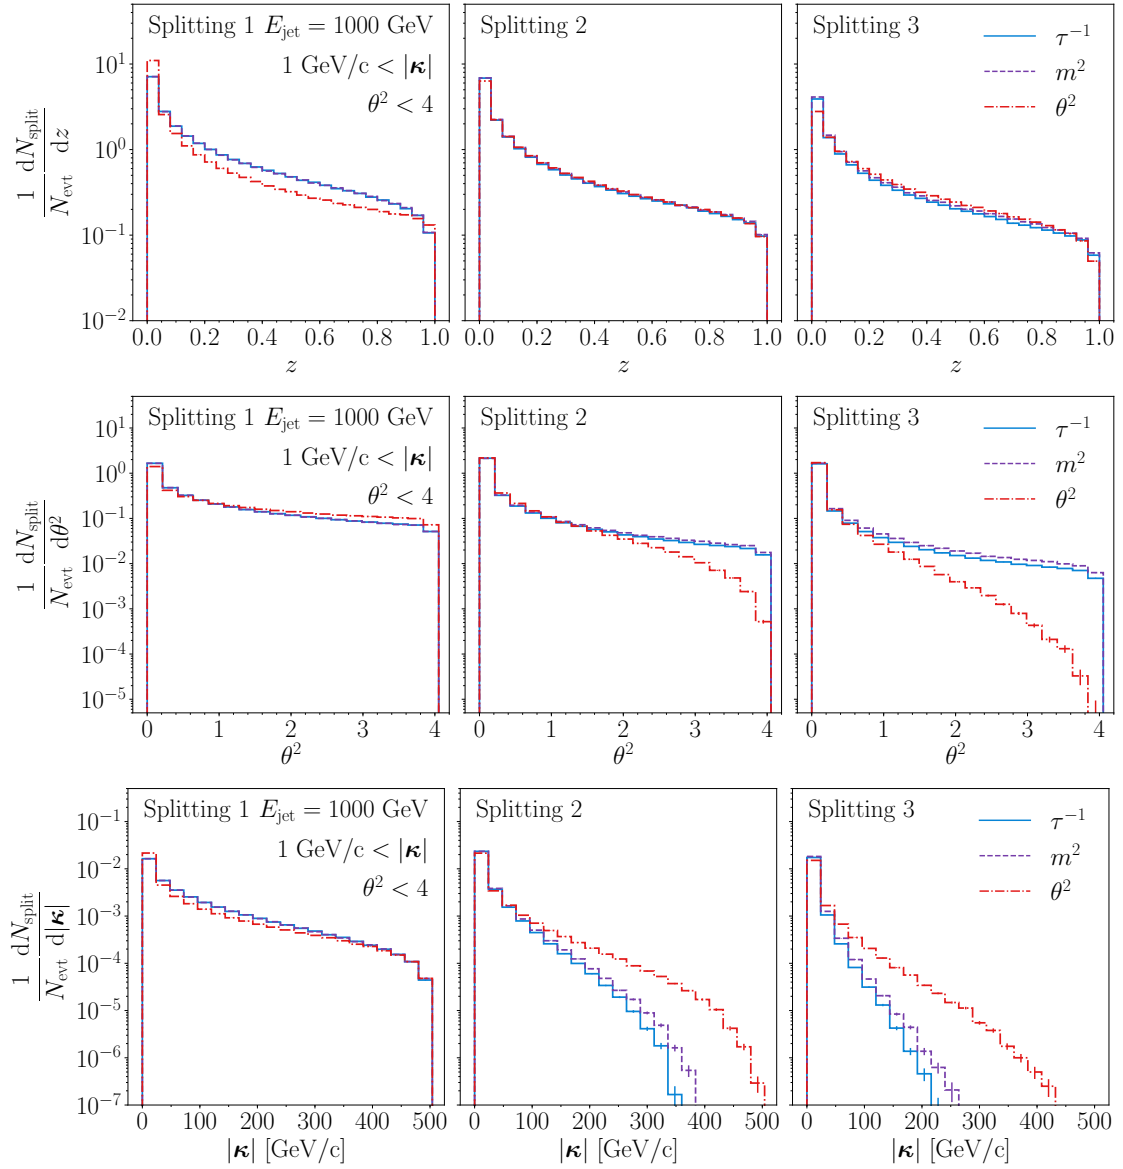 Splitting 1 E_jet = 1000 GeV
1 GeV/c < |κ|
θ² < 4
Splitting 2
Splitting 3
τ⁻¹
m²
θ²
10¹
10⁰
10⁻¹
10⁻²
1/N_evt dN_split/dz
0.0 0.2 0.4 0.6 0.8 1.0
z
0.0 0.2 0.4 0.6 0.8 1.0
z
0.0 0.2 0.4 0.6 0.8 1.0
z
Splitting 1 E_jet = 1000 GeV
1 GeV/c < |κ|
θ² < 4
Splitting 2
Splitting 3
τ⁻¹
m²
θ²
10¹
10⁰
10⁻¹
10⁻²
10⁻³
10⁻⁴
10⁻⁵
1/N_evt dN_split/dθ²
0 1 2 3 4
θ²
0 1 2 3 4
θ²
0 1 2 3 4
θ²
Splitting 1 E_jet = 1000 GeV
1 GeV/c < |κ|
θ² < 4
Splitting 2
Splitting 3
τ⁻¹
m²
θ²
10⁻¹
10⁻²
10⁻³
10⁻⁴
10⁻⁵
10⁻⁶
10⁻⁷
1/N_evt dN_split/d|κ|
0 100 200 300 400 500
|κ| [GeV/c]
0 100 200 300 400 500
|κ| [GeV/c]
0 100 200 300 400 500
|κ| [GeV/c]